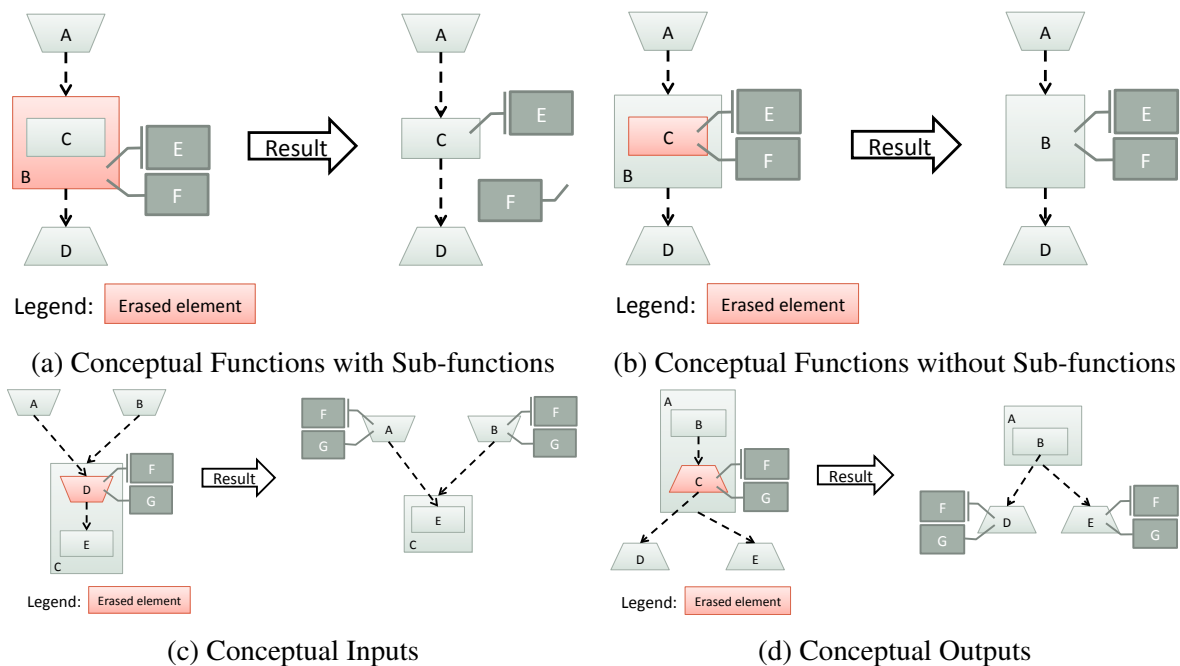 A
A
C
E
B
F
D
Result
C
E
F
D
Legend: Erased element
(a) Conceptual Functions with Sub-functions
A
A
C
E
B
F
D
Result
B
E
F
D
Legend: Erased element
(b) Conceptual Functions without Sub-functions
A
B
D
F
G
E
C
Result
F
G
A
B
F
G
E
C
Legend: Erased element
(c) Conceptual Inputs
A
B
C
F
G
D
E
Result
A
B
F
G
D
E
F
G
Legend: Erased element
(d) Conceptual Outputs